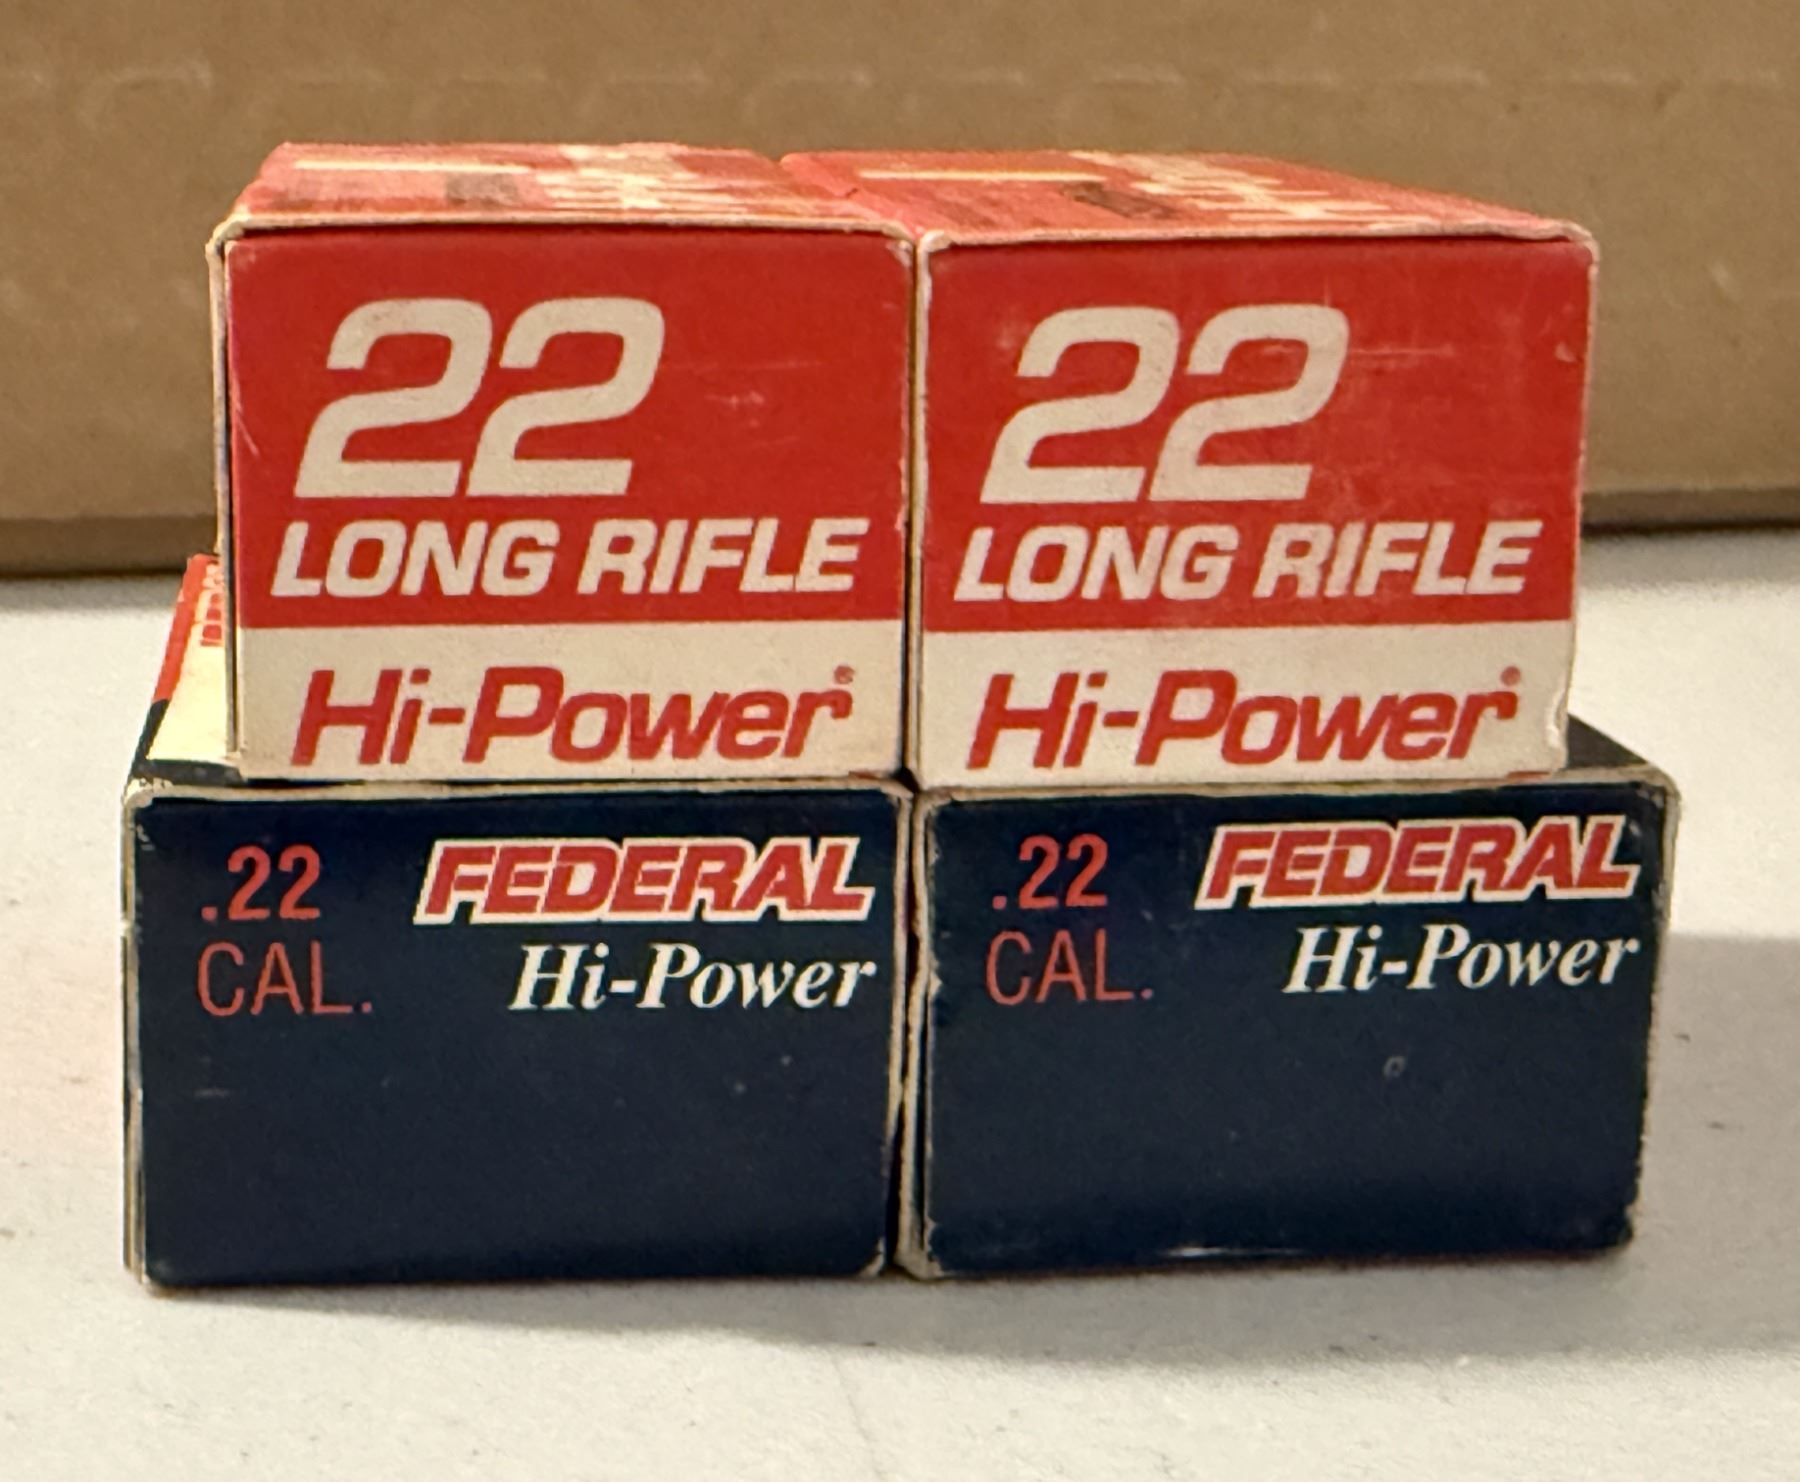 22
LONG RIFLE
Hi-Power®
22
LONG RIFLE
Hi-Power®
.22
CAL.
FEDERAL
Hi-Power
.22
CAL.
FEDERAL
Hi-Power